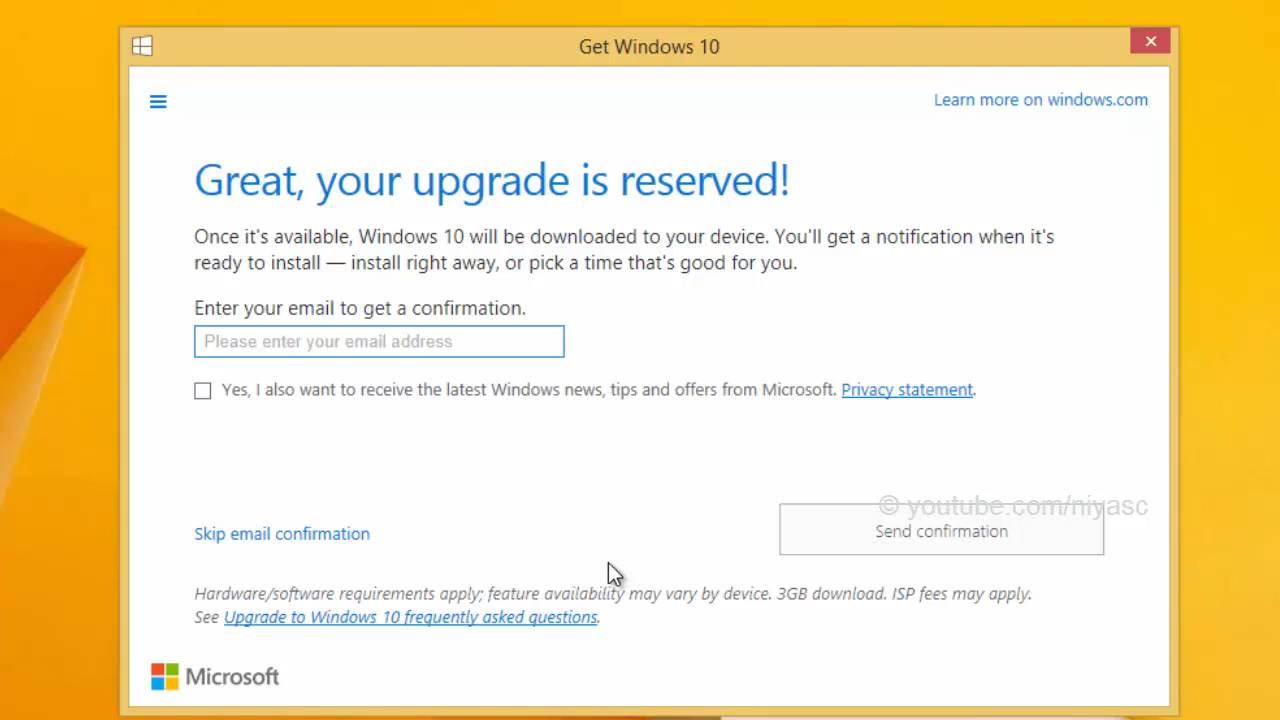 Get Windows 10
Learn more on windows.com
Great, your upgrade is reserved!
Once it's available, Windows 10 will be downloaded to your device. You'll get a notification when it's
ready to install — install right away, or pick a time that's good for you.
Enter your email to get a confirmation.
Please enter your email address
Yes, I also want to receive the latest Windows news, tips and offers from Microsoft. Privacy statement.
© youtube.com/niyasc
Skip email confirmation
Send confirmation
Hardware/software requirements apply; feature availability may vary by device. 3GB download. ISP fees may apply.
See Upgrade to Windows 10 frequently asked questions.
Microsoft